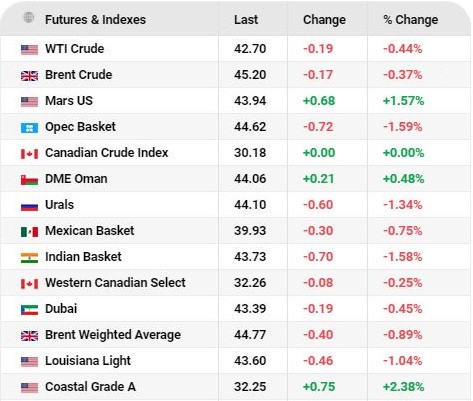 Futures & Indexes Last Change % Change
WTI Crude 42.70 -0.19 -0.44%
Brent Crude 45.20 -0.17 -0.37%
Mars US 43.94 +0.68 +1.57%
Opec Basket 44.62 -0.72 -1.59%
Canadian Crude Index 30.18 +0.00 +0.00%
DME Oman 44.06 +0.21 +0.48%
Urals 44.10 -0.60 -1.34%
Mexican Basket 39.93 -0.30 -0.75%
Indian Basket 43.73 -0.70 -1.58%
Western Canadian Select 32.26 -0.08 -0.25%
Dubai 43.39 -0.19 -0.45%
Brent Weighted Average 44.77 -0.40 -0.89%
Louisiana Light 43.60 -0.46 -1.04%
Coastal Grade A 32.25 +0.75 +2.38%